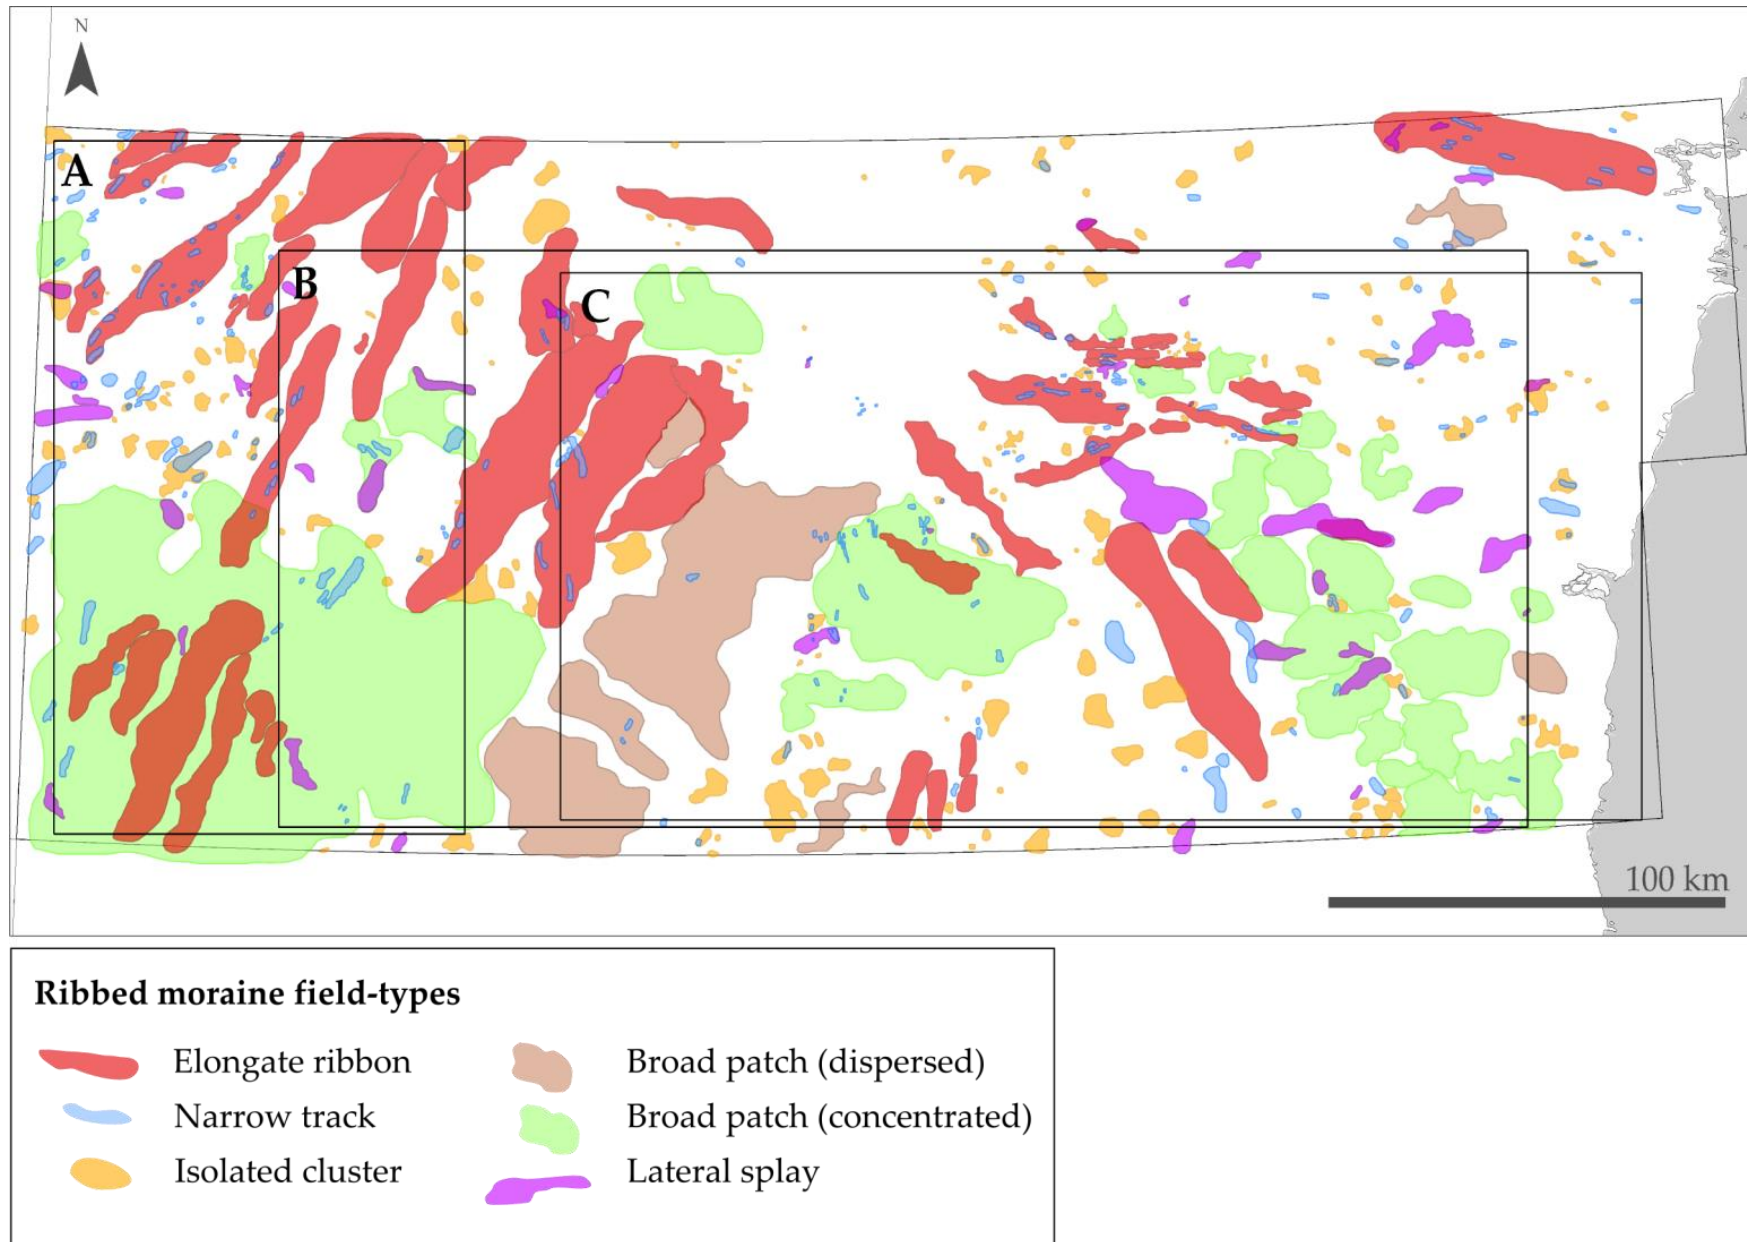 N
A
B
C
100 km
Ribbed moraine field-types
Elongate ribbon
Narrow track
Isolated cluster
Broad patch (dispersed)
Broad patch (concentrated)
Lateral splay